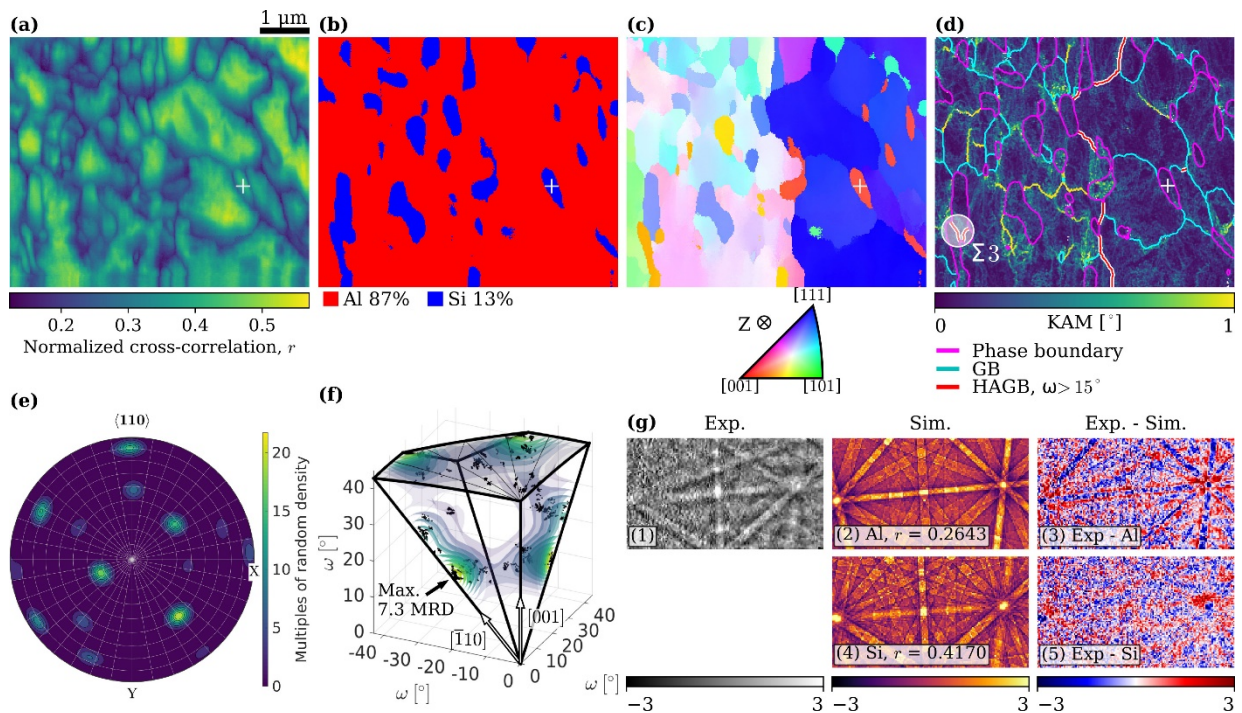 (a)
1 μm
(b)
(c)
(d)
Σ3
0.2 0.3 0.4 0.5
Normalized cross-correlation, r
Al 87% Si 13%
Z ⊗
[111]
[001] [101]
0 1
KAM [°]
Phase boundary
GB
HAGB, ω> 15°
(e)
⟨110⟩
X
Y
20
15
10
5
0
Multiples of random density
(f)
40
30
20
10
0
ω [°]
Max.
7.3 MRD
[001]
[1̅10]
-40 -30 -20 -10 0
ω [°]
0 10 20 30 40
ω [°]
(g)
Exp. Sim. Exp. - Sim.
(1)
(2) Al, r = 0.2643
(3) Exp - Al
(4) Si, r = 0.4170
(5) Exp - Si
−3 3
−3 3
−3 3